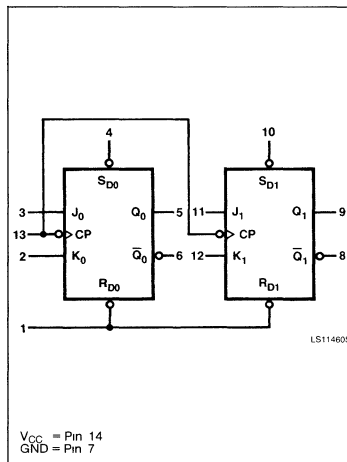 4 10
S_D0 S_D1
3 J_0 Q_0 5 11 J_1 Q_1 9
13 CP CP
2 K_0 Q̅_0 6 12 K_1 Q̅_1 8
R_D0 R_D1
1
LS11460S
V_CC = Pin 14
GND = Pin 7